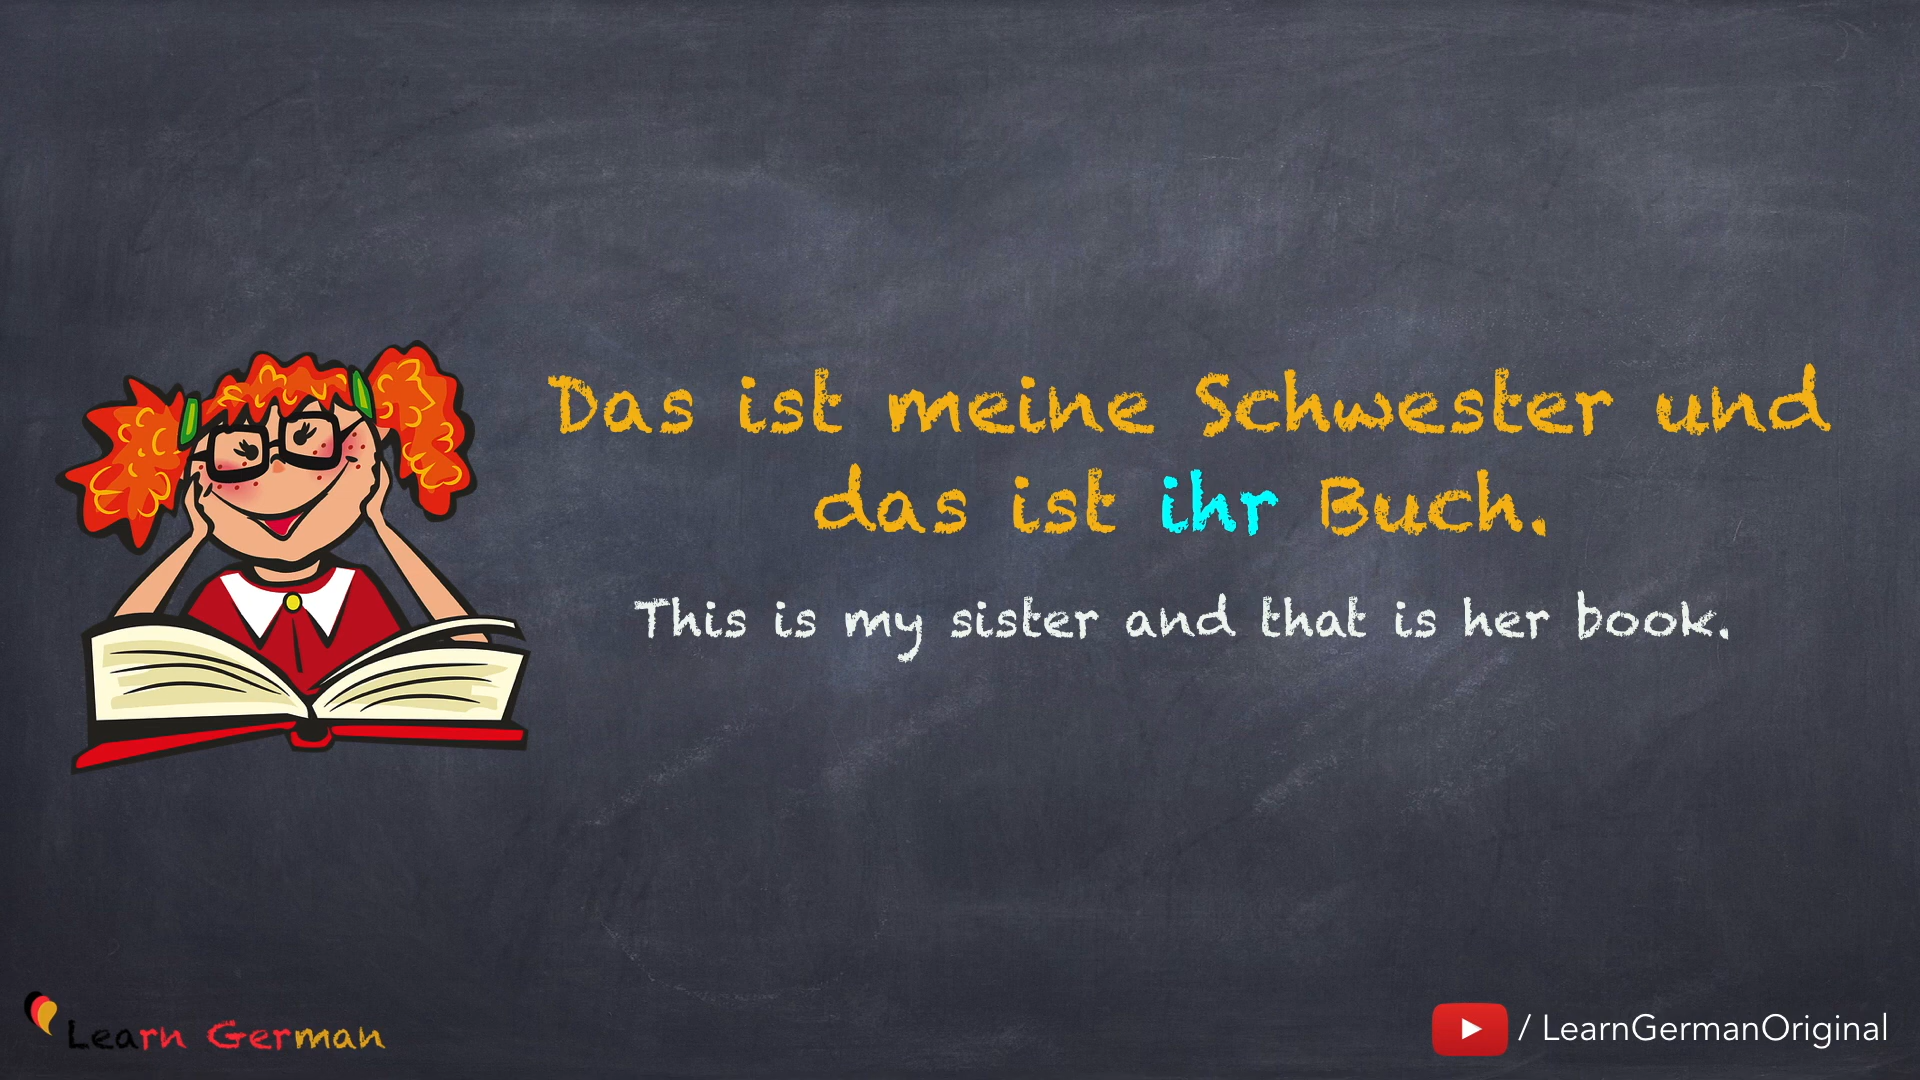 Das ist meine Schwester und
das ist ihr Buch.
This is my sister and that is her book.
Learn German
/ LearnGermanOriginal